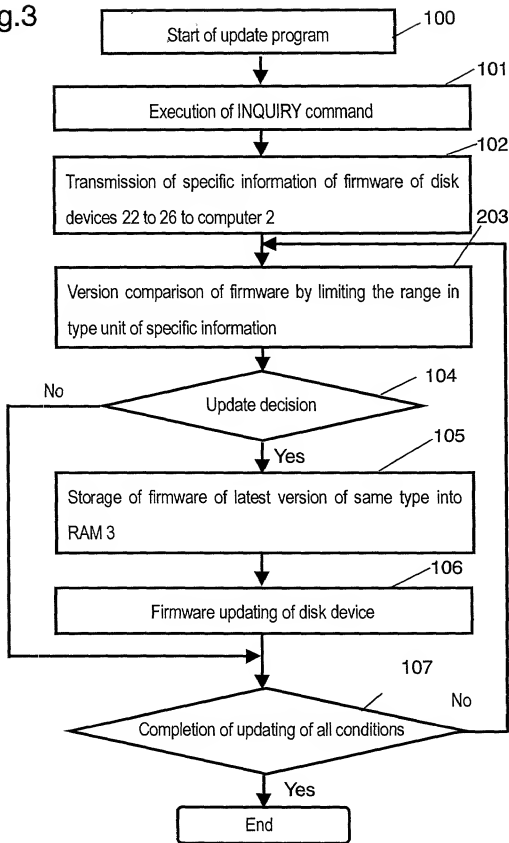 g.3
Start of update program
100
101
Execution of INQUIRY command
102
Transmission of specific information of firmware of disk
devices 22 to 26 to computer 2
203
Version comparison of firmware by limiting the range in
type unit of specific information
104
No
Update decision
Yes
105
Storage of firmware of latest version of same type into
RAM 3
106
Firmware updating of disk device
107
No
Completion of updating of all conditions
Yes
End